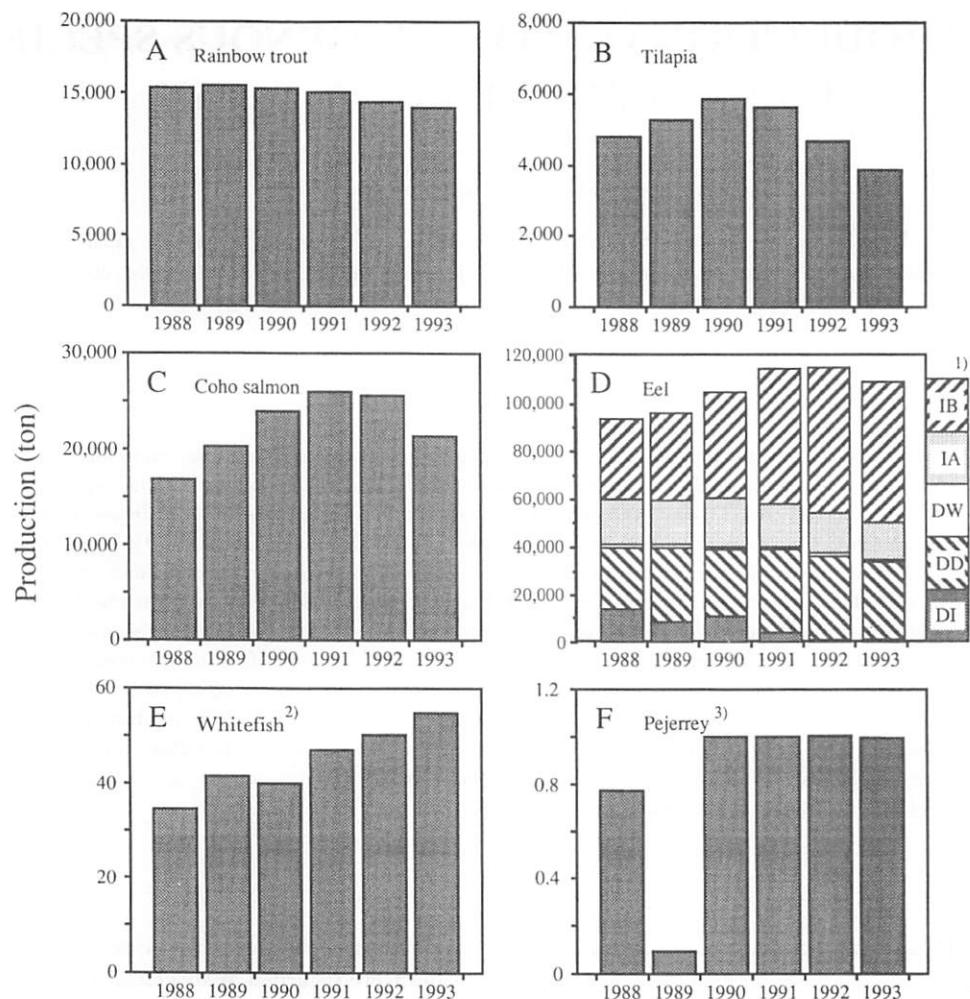 Production (ton)
A Rainbow trout
20,000
15,000
10,000
5,000
0
1988 1989 1990 1991 1992 1993
B Tilapia
8,000
6,000
4,000
2,000
0
1988 1989 1990 1991 1992 1993
C Coho salmon
30,000
20,000
10,000
0
1988 1989 1990 1991 1992 1993
D Eel
120,000
100,000
80,000
60,000
40,000
20,000
0
1988 1989 1990 1991 1992 1993
1)
IB
IA
DW
DD
DI
E Whitefish 2)
60
40
20
0
1988 1989 1990 1991 1992 1993
F Pejerrey 3)
1.2
0.8
0.4
0
1988 1989 1990 1991 1992 1993